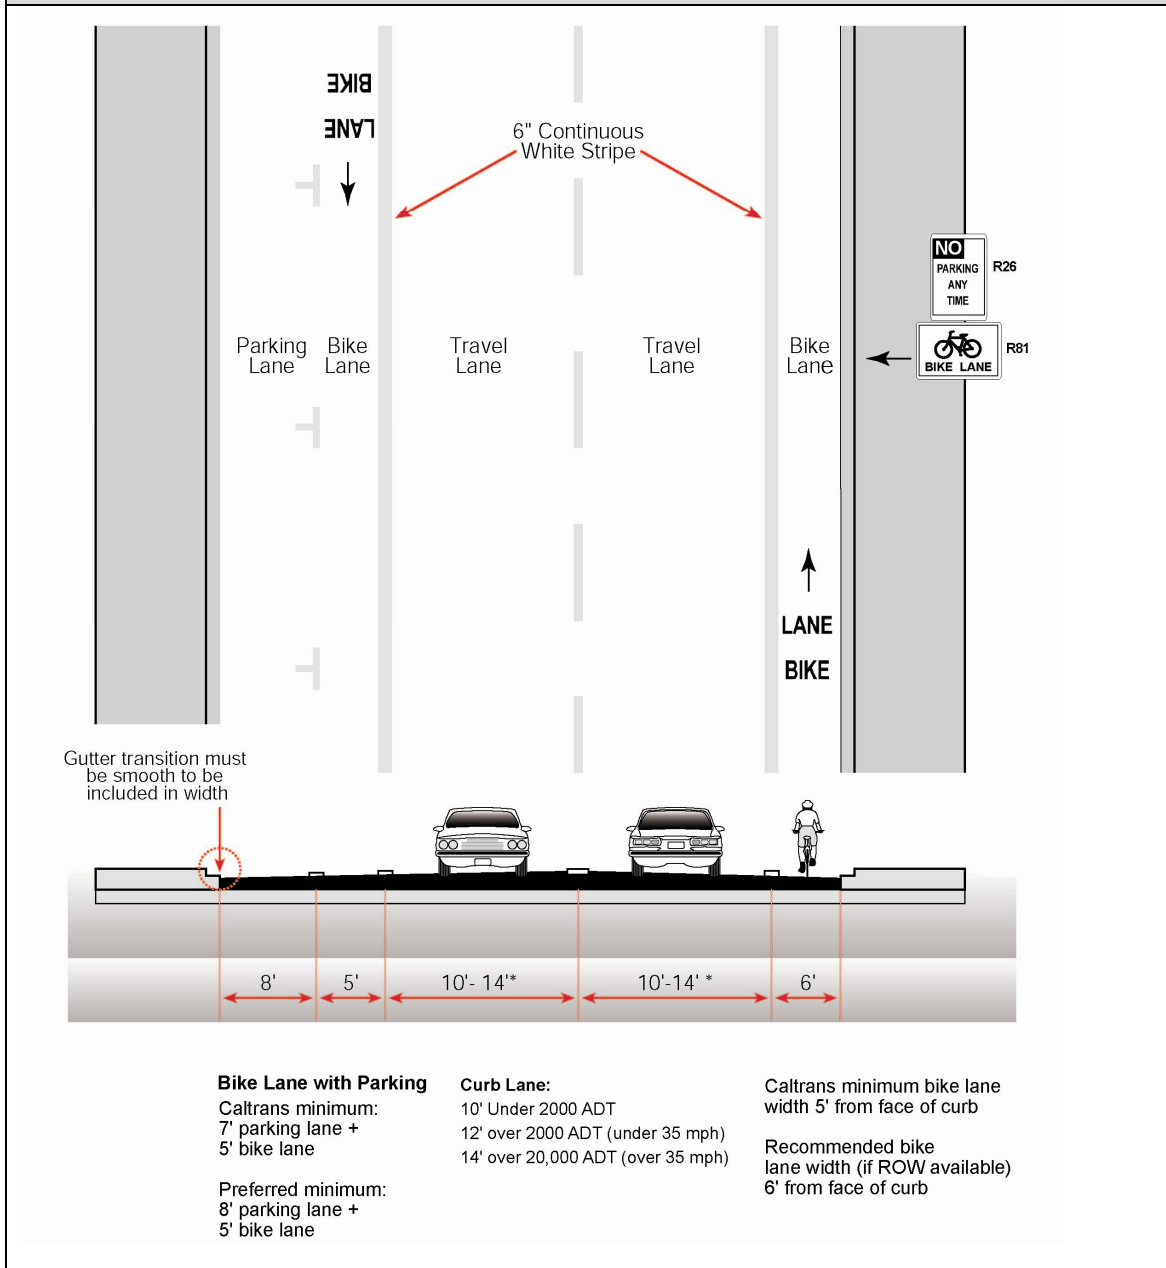 BIKE
LANE
6" Continuous
White Stripe
NO
PARKING
ANY
TIME
R26
Parking
Lane
Bike
Lane
Travel
Lane
Travel
Lane
Bike
Lane
BIKE LANE
R81
LANE
BIKE
Gutter transition must
be smooth to be
included in width
8'
5'
10'- 14'*
10'-14' *
6'
Bike Lane with Parking
Caltrans minimum:
7' parking lane +
5' bike lane
Preferred minimum:
8' parking lane +
5' bike lane
Curb Lane:
10' Under 2000 ADT
12' over 2000 ADT (under 35 mph)
14' over 20,000 ADT (over 35 mph)
Caltrans minimum bike lane
width 5' from face of curb
Recommended bike
lane width (if ROW available)
6' from face of curb